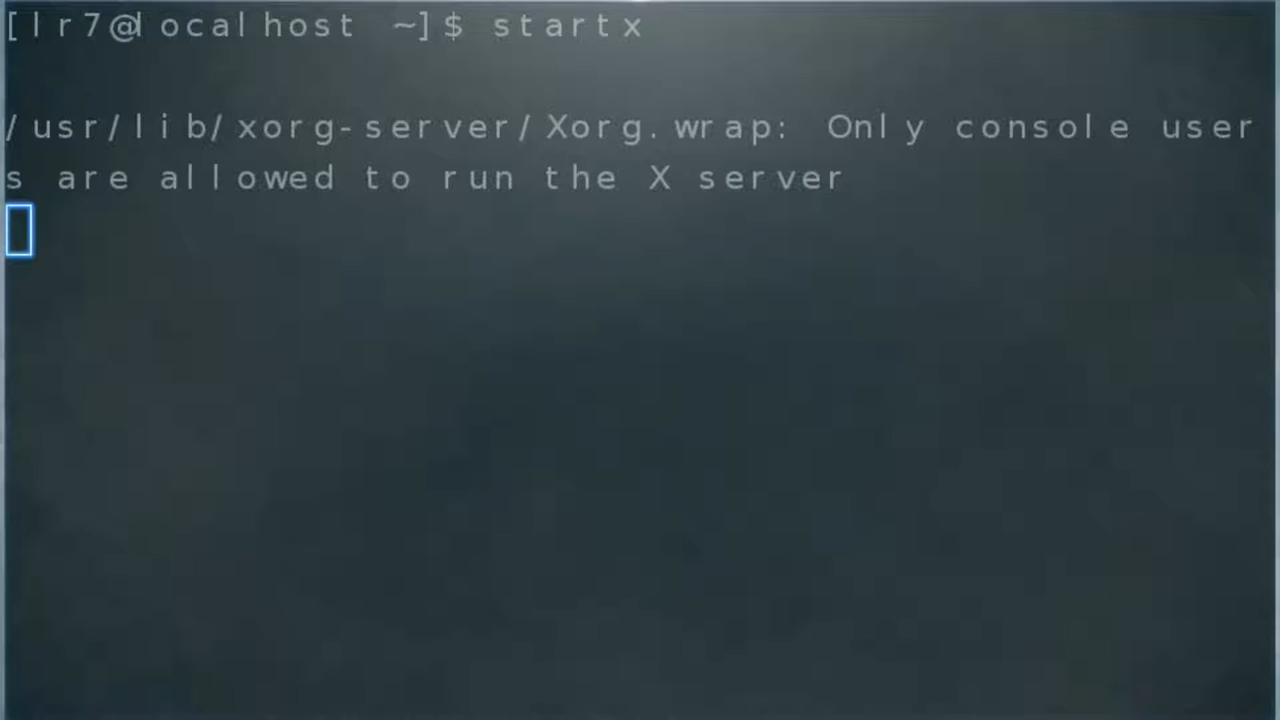 [lr7@localhost ~]$ startx
/usr/lib/xorg-server/Xorg.wrap: Only console user
s are allowed to run the X server